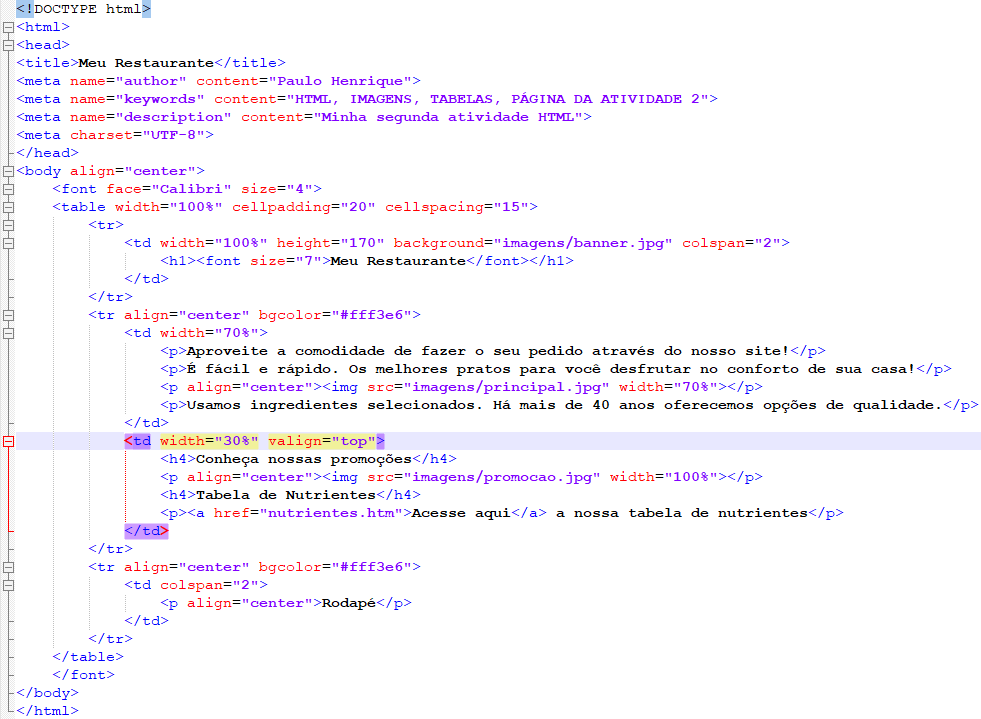 <!DOCTYPE html>
<html>
<head>
<title>Meu Restaurante</title>
<meta name="author" content="Paulo Henrique">
<meta name="keywords" content="HTML, IMAGENS, TABELAS, PÁGINA DA ATIVIDADE 2">
<meta name="description" content="Minha segunda atividade HTML">
<meta charset="UTF-8">
</head>
<body align="center">
    <font face="Calibri" size="4">
    <table width="100%" cellpadding="20" cellspacing="15">
        <tr>
            <td width="100%" height="170" background="imagens/banner.jpg" colspan="2">
                <h1><font size="7">Meu Restaurante</font></h1>
            </td>
        </tr>
        <tr align="center" bgcolor="#fff3e6">
            <td width="70%">
                <p>Aproveite a comodidade de fazer o seu pedido através do nosso site!</p>
                <p>É fácil e rápido. Os melhores pratos para você desfrutar no conforto de sua casa!</p>
                <p align="center"><img src="imagens/principal.jpg" width="70%"></p>
                <p>Usamos ingredientes selecionados. Há mais de 40 anos oferecemos opções de qualidade.</p>
            </td>
            <td width="30%" valign="top">
                <h4>Conheça nossas promoções</h4>
                <p align="center"><img src="imagens/promocao.jpg" width="100%"></p>
                <h4>Tabela de Nutrientes</h4>
                <p><a href="nutrientes.htm">Acesse aqui</a> a nossa tabela de nutrientes</p>
            </td>
        </tr>
        <tr align="center" bgcolor="#fff3e6">
            <td colspan="2">
                <p align="center">Rodapé</p>
            </td>
        </tr>
    </table>
    </font>
</body>
</html>